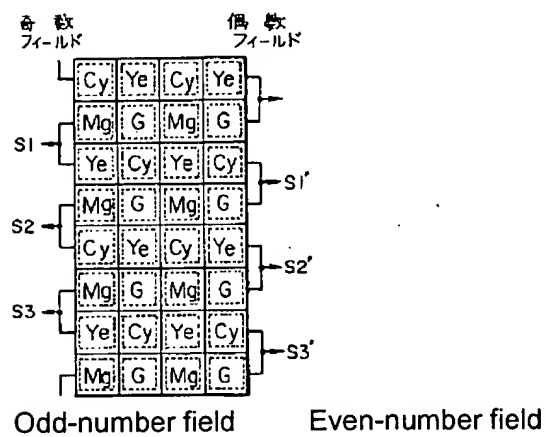 奇数 偶数
フィールド フィールド
Cy Ye Cy Ye
Mg G Mg G
S1
Ye Cy Ye Cy
S1'
Mg G Mg G
S2
Cy Ye Cy Ye
S2'
Mg G Mg G
S3
Ye Cy Ye Cy
S3'
Mg G Mg G
Odd-number field Even-number field